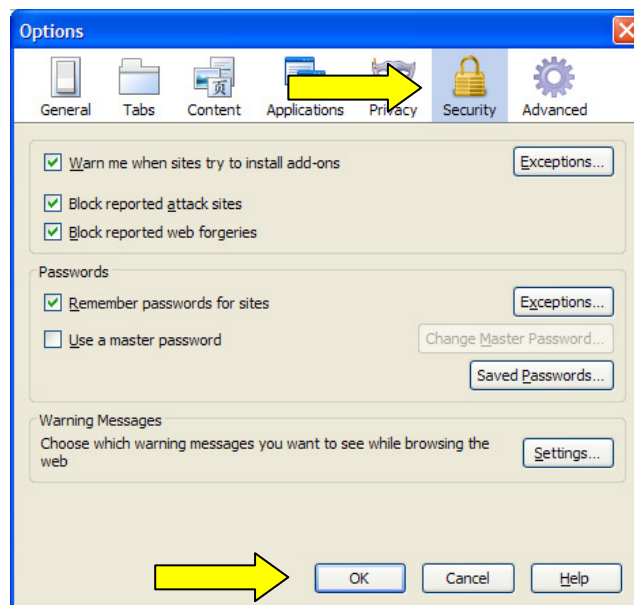 Options
General Tabs Content Applications Privacy Security Advanced
Warn me when sites try to install add-ons Exceptions...
Block reported attack sites
Block reported web forgeries
Passwords
Remember passwords for sites Exceptions...
Use a master password Change Master Password...
Saved Passwords...
Warning Messages
Choose which warning messages you want to see while browsing the
web Settings...
OK Cancel Help